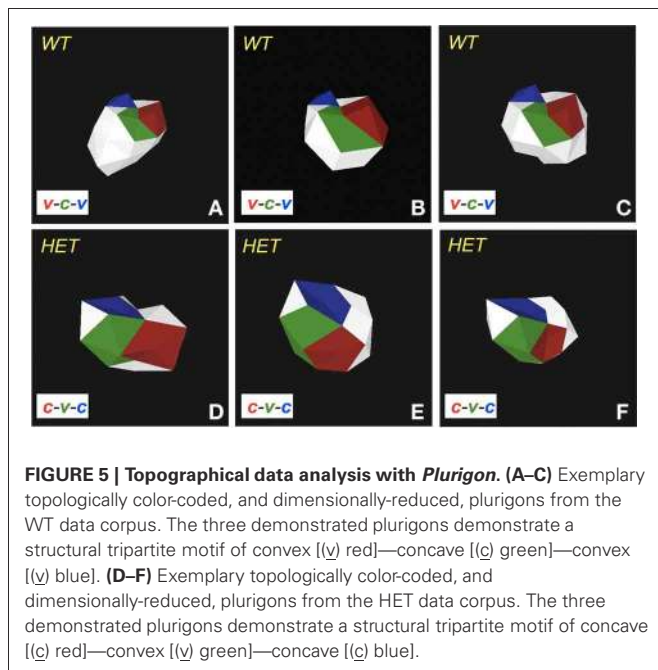 WT
WT
WT
v-c-v
A
v-c-v
B
v-c-v
C
HET
HET
HET
c-v-c
D
c-v-c
E
c-v-c
F
FIGURE 5 | Topographical data analysis with Plurigon. (A–C) Exemplary
topologically color-coded, and dimensionally-reduced, plurigons from the
WT data corpus. The three demonstrated plurigons demonstrate a
structural tripartite motif of convex [(v) red]—concave [(c) green]—convex
[(v) blue]. (D–F) Exemplary topologically color-coded, and
dimensionally-reduced, plurigons from the HET data corpus. The three
demonstrated plurigons demonstrate a structural tripartite motif of concave
[(c) red]—convex [(v) green]—concave [(c) blue].